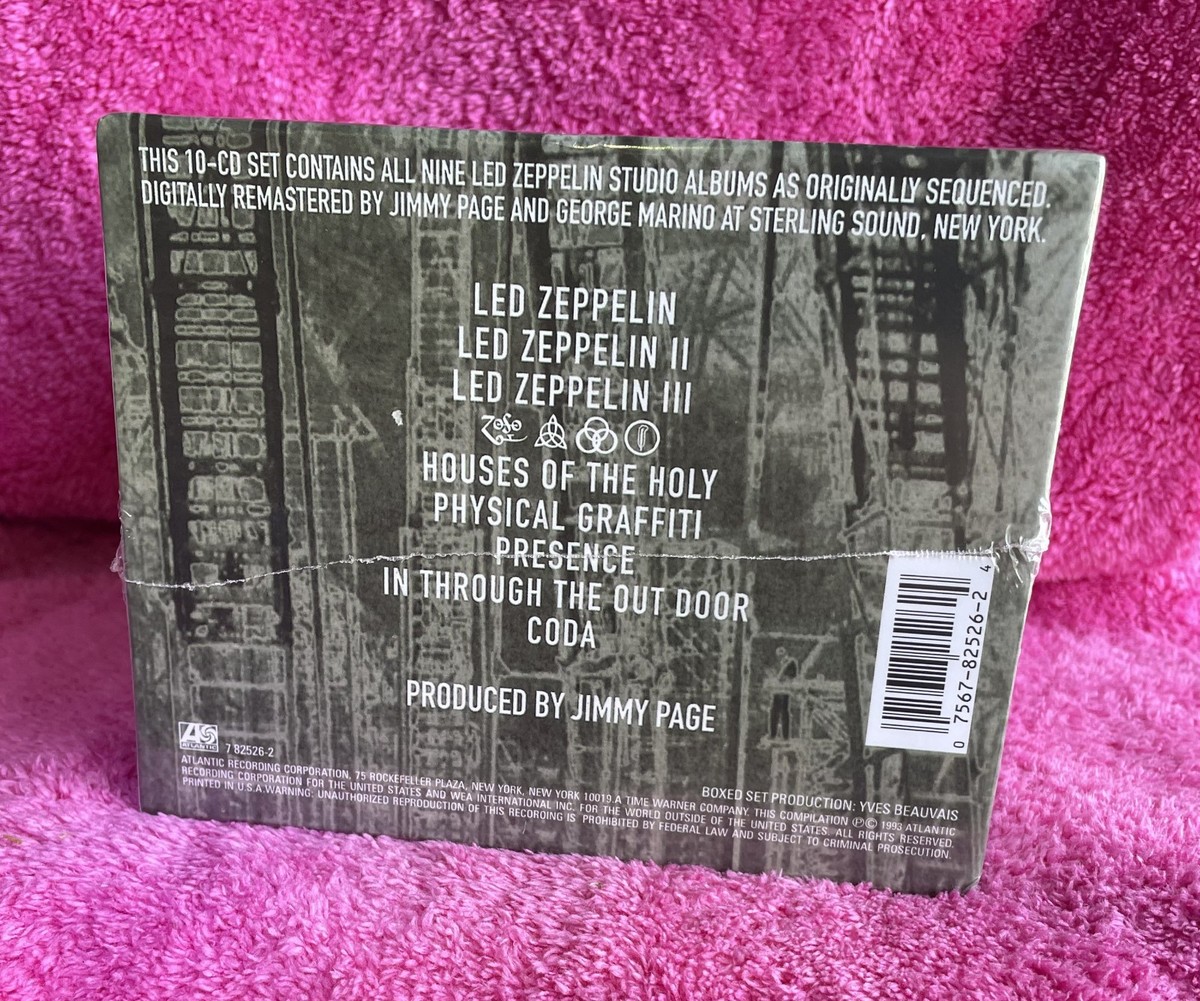 THIS 10-CD SET CONTAINS ALL NINE LED ZEPPELIN STUDIO ALBUMS AS ORIGINALLY SEQUENCED.
DIGITALLY REMASTERED BY JIMMY PAGE AND GEORGE MARINO AT STERLING SOUND, NEW YORK.
LED ZEPPELIN
LED ZEPPELIN II
LED ZEPPELIN III
ZoSo
HOUSES OF THE HOLY
PHYSICAL GRAFFITI
PRESENCE
IN THROUGH THE OUT DOOR
CODA
PRODUCED BY JIMMY PAGE
0 7567-82526-2 4
ATLANTIC
7 82526-2
BOXED SET PRODUCTION: YVES BEAUVAIS
ATLANTIC RECORDING CORPORATION, 75 ROCKEFELLER PLAZA, NEW YORK, NEW YORK 10019.A TIME WARNER COMPANY. THIS COMPILATION ℗© 1993 ATLANTIC
RECORDING CORPORATION FOR THE UNITED STATES AND WEA INTERNATIONAL INC. FOR THE WORLD OUTSIDE OF THE UNITED STATES. ALL RIGHTS RESERVED.
PRINTED IN U.S.A.WARNING: UNAUTHORIZED REPRODUCTION OF THIS RECORDING IS PROHIBITED BY FEDERAL LAW AND SUBJECT TO CRIMINAL PROSECUTION.